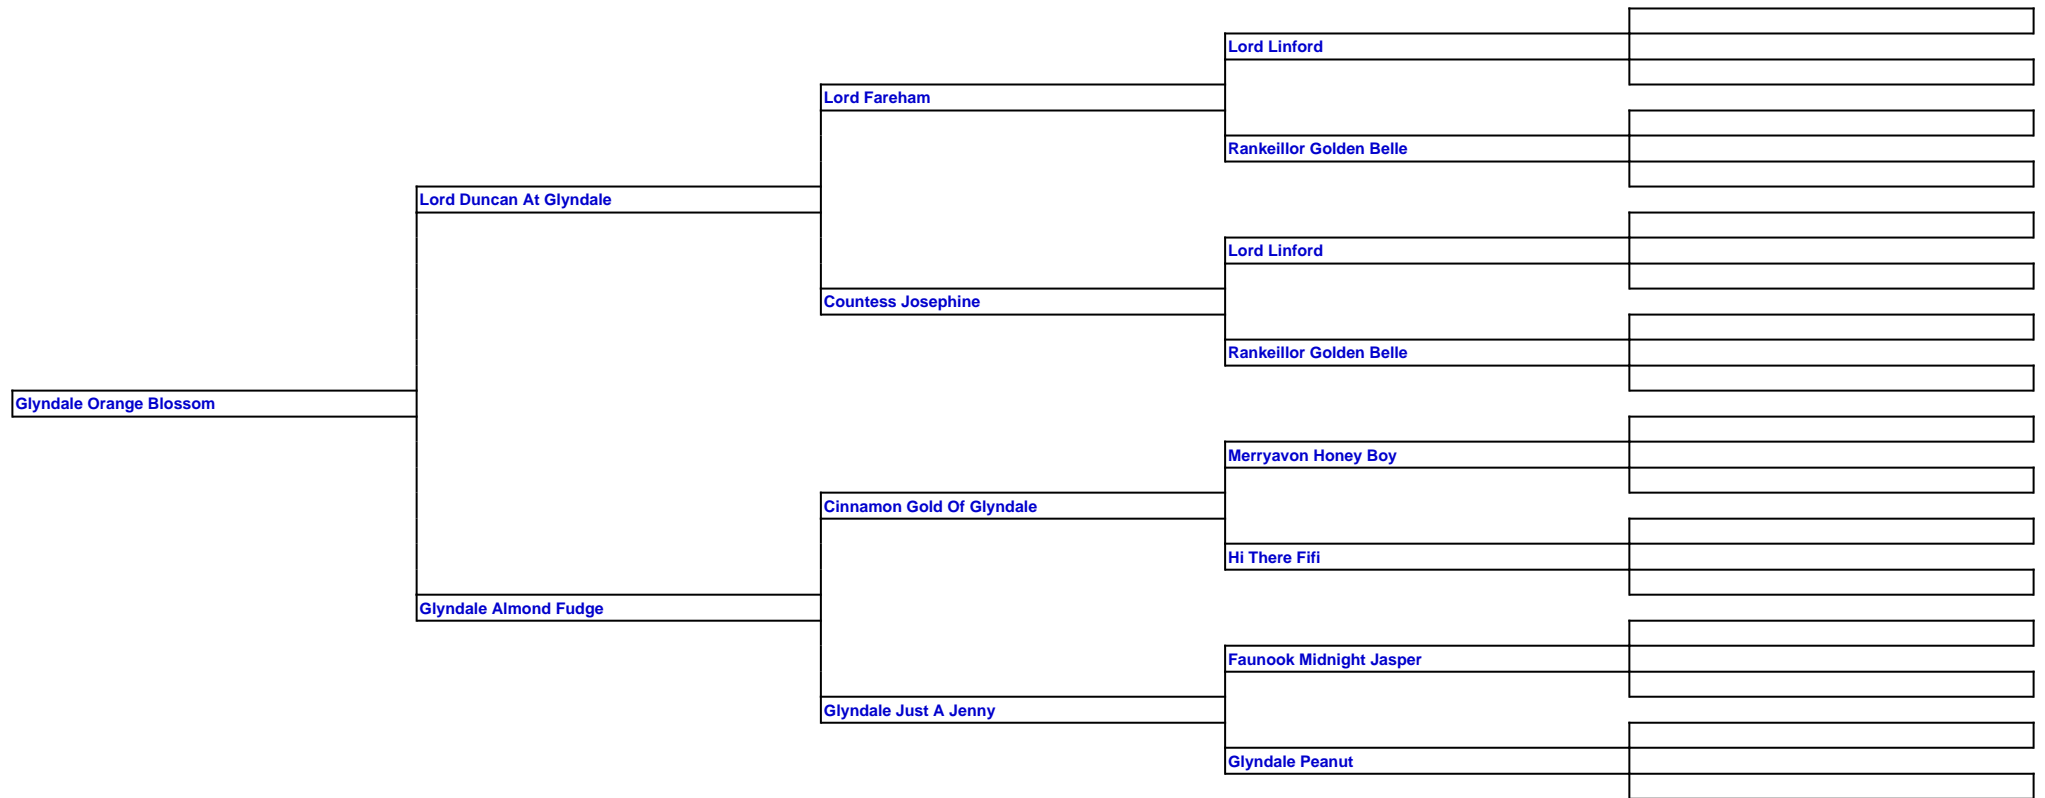 Lord Linford
Lord Fareham
Rankeillor Golden Belle
Lord Duncan At Glyndale
Lord Linford
Countess Josephine
Rankeillor Golden Belle
Glyndale Orange Blossom
Merryavon Honey Boy
Cinnamon Gold Of Glyndale
Hi There Fifi
Glyndale Almond Fudge
Faunook Midnight Jasper
Glyndale Just A Jenny
Glyndale Peanut